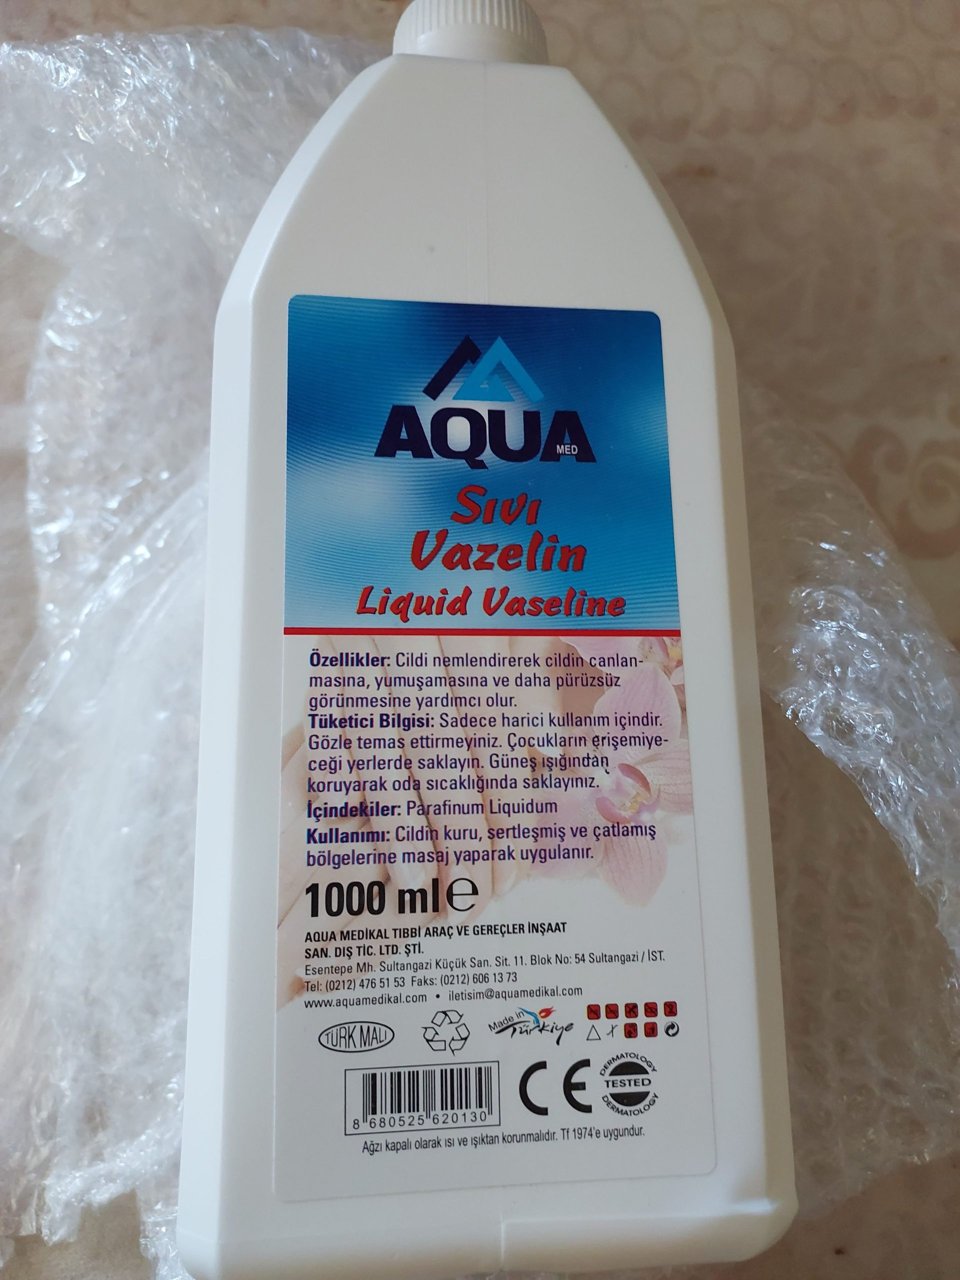 AQUA
MED
Sıvı
Vazelin
Liquid Vaseline
Özellikler: Cildi nemlendirerek cildin canlan-
masına, yumuşamasına ve daha pürüzsüz
görünmesine yardımcı olur.
Tüketici Bilgisi: Sadece harici kullanım içindir.
Gözle temas ettirmeyiniz. Çocukların erişemiye-
ceği yerlerde saklayın. Güneş ışığından
koruyarak oda sıcaklığında saklayınız.
İçindekiler: Parafinum Liquidum
Kullanımı: Cildin kuru, sertleşmiş ve çatlamış
bölgelerine masaj yaparak uygulanır.
1000 ml e
AQUA MEDİKAL TIBBİ ARAÇ VE GEREÇLER İNŞAAT
SAN. DIŞ TİC. LTD. ŞTİ.
Esentepe Mh. Sultangazi Küçük San. Sit. 11. Blok No: 54 Sultangazi / İST.
Tel: (0212) 476 51 53 Faks: (0212) 606 13 73
www.aquamedikal.com • iletisim@aquamedikal.com
TÜRK MALI
Made in
Türkiye
8 680525 620130
CE
DERMATOLOGY
TESTED
DERMATOLOGY
Ağzı kapalı olarak ısı ve ışıktan korunmalıdır. Tf 1974'e uygundur.